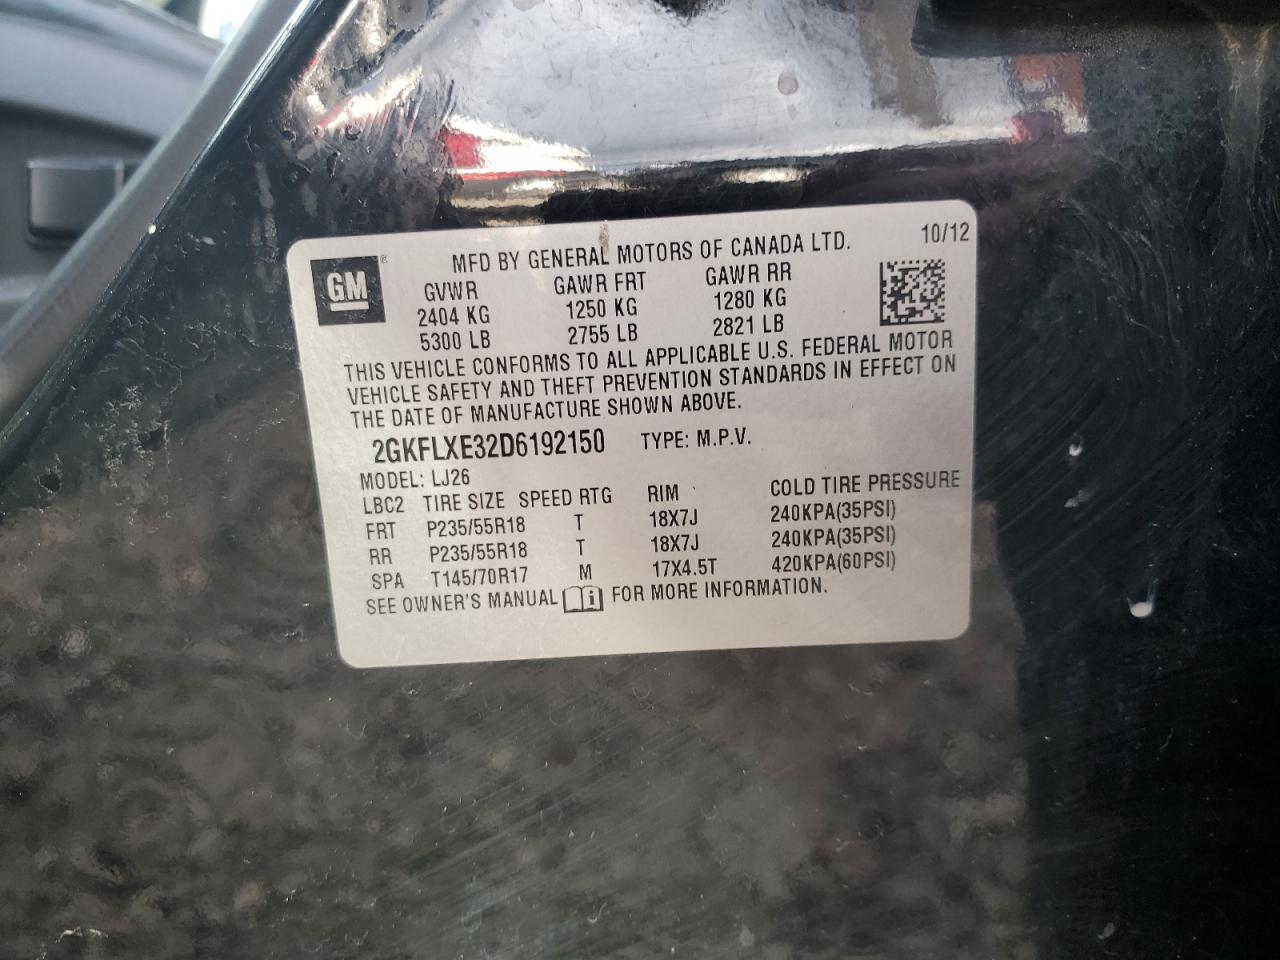 10/12
GM ®
MFD BY GENERAL MOTORS OF CANADA LTD.
GVWR GAWR FRT GAWR RR
2404 KG 1250 KG 1280 KG
5300 LB 2755 LB 2821 LB
THIS VEHICLE CONFORMS TO ALL APPLICABLE U.S. FEDERAL MOTOR
VEHICLE SAFETY AND THEFT PREVENTION STANDARDS IN EFFECT ON
THE DATE OF MANUFACTURE SHOWN ABOVE.
2GKFLXE32D6192150 TYPE: M.P.V.
MODEL: LJ26
LBC2 TIRE SIZE SPEED RTG RIM COLD TIRE PRESSURE
FRT P235/55R18 T 18X7J 240KPA(35PSI)
RR P235/55R18 T 18X7J 240KPA(35PSI)
SPA T145/70R17 M 17X4.5T 420KPA(60PSI)
SEE OWNER'S MANUAL i FOR MORE INFORMATION.